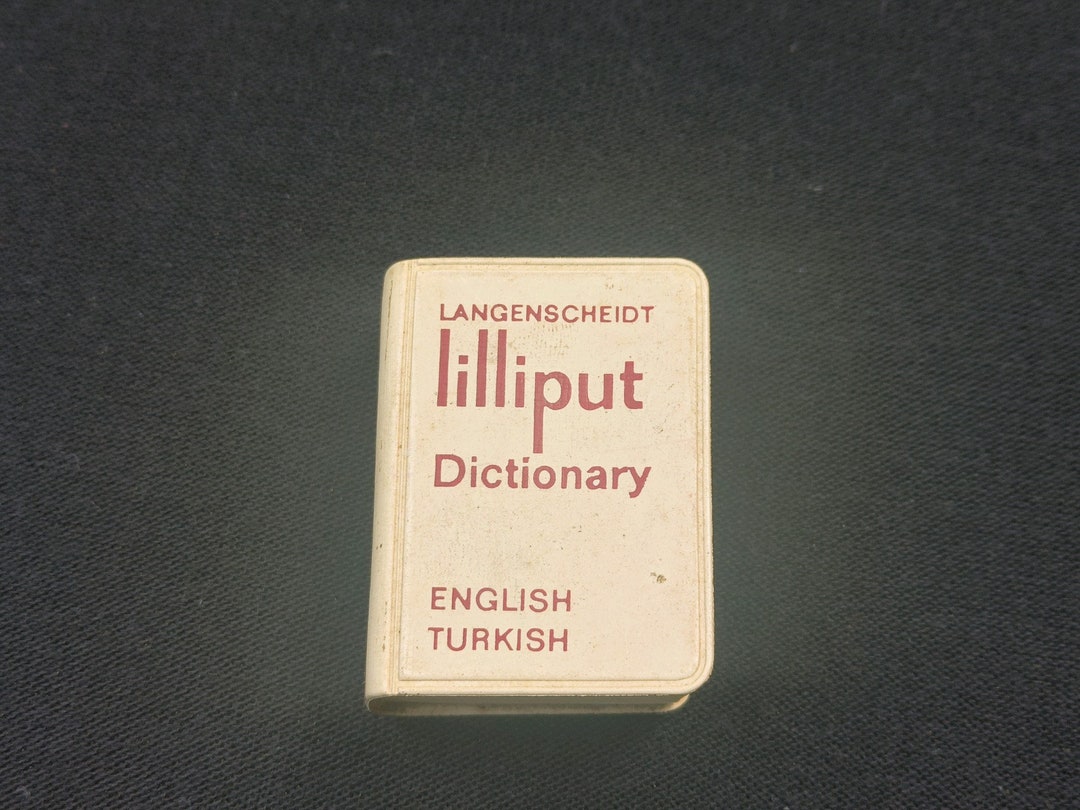 LANGENSCHEIDT
lilliput
Dictionary
ENGLISH
TURKISH